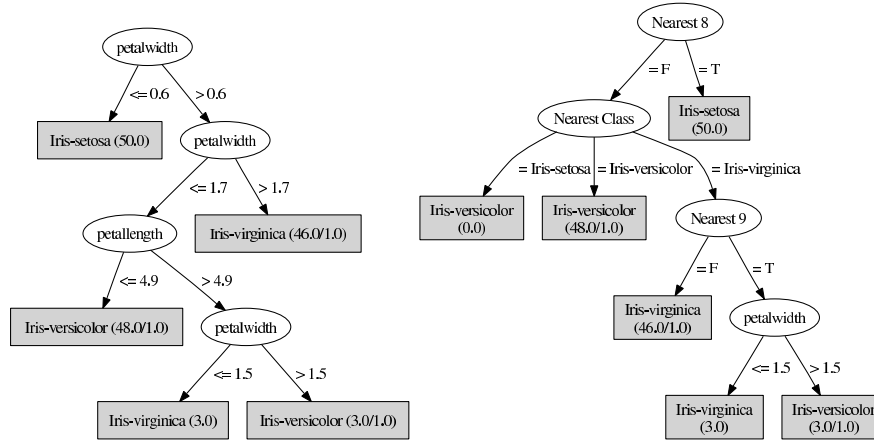 petalwidth
<= 0.6
> 0.6
Iris-setosa (50.0)
petalwidth
<= 1.7
> 1.7
petallength
Iris-virginica (46.0/1.0)
<= 4.9
> 4.9
Iris-versicolor (48.0/1.0)
petalwidth
<= 1.5
> 1.5
Iris-virginica (3.0)
Iris-versicolor (3.0/1.0)
Nearest 8
= F
= T
Nearest Class
Iris-setosa
(50.0)
= Iris-setosa
= Iris-versicolor
= Iris-virginica
Iris-versicolor
(0.0)
Iris-versicolor
(48.0/1.0)
Nearest 9
= F
= T
Iris-virginica
(46.0/1.0)
petalwidth
<= 1.5
> 1.5
Iris-virginica
(3.0)
Iris-versicolor
(3.0/1.0)